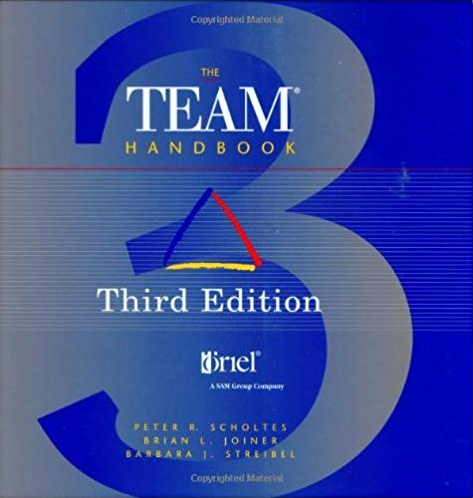 Copyrighted Material
THE
TEAM®
HANDBOOK
Third Edition
Oriel®
A SAM Group Company
PETER R. SCHOLTES
BRIAN L. JOINER
BARBARA J. STREIBEL
Copyrighted Material